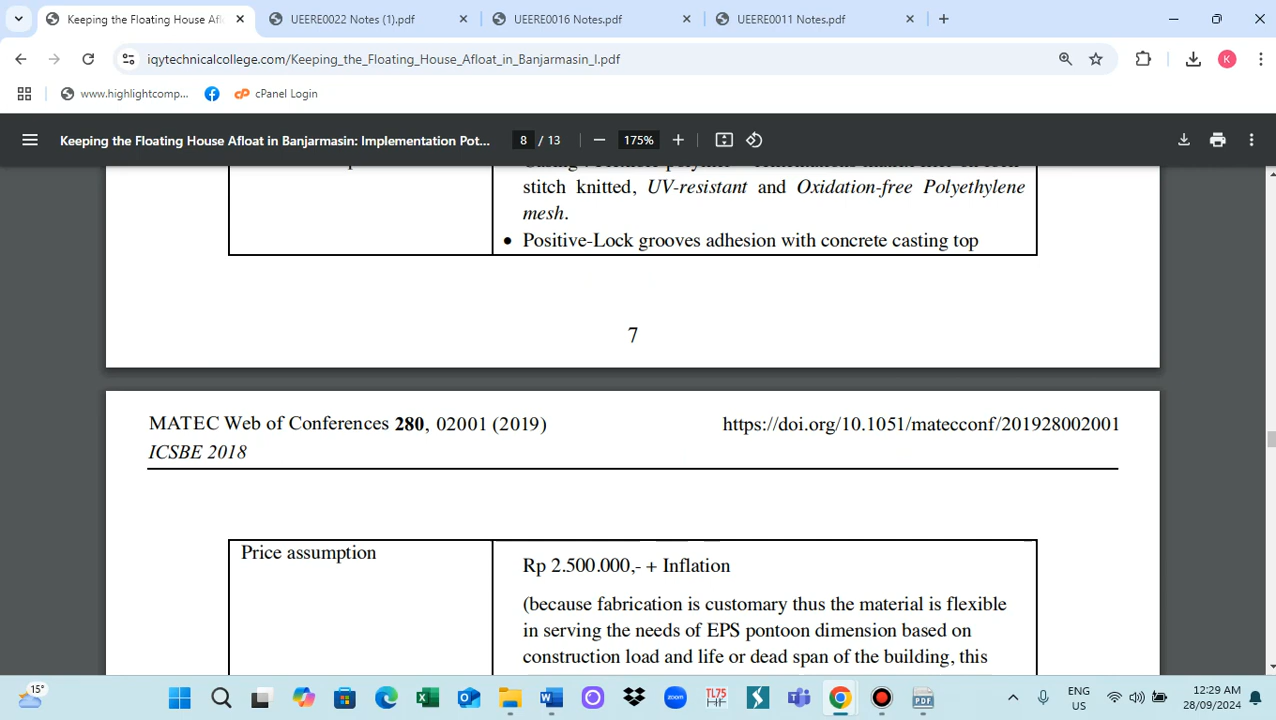 Keeping the Floating House Afl
UEERE0022 Notes (1).pdf
UEERE0016 Notes.pdf
UEERE0011 Notes.pdf
iqytechnicalcollege.com/Keeping_the_Floating_House_Afloat_in_Banjarmasin_I.pdf
K
www.highlightcomp...
cPanel Login
Keeping the Floating House Afloat in Banjarmasin: Implementation Pot...
8 / 13
175%
stitch knitted, UV-resistant and Oxidation-free Polyethylene
mesh.
• Positive-Lock grooves adhesion with concrete casting top
7
MATEC Web of Conferences 280, 02001 (2019)
https://doi.org/10.1051/matecconf/201928002001
ICSBE 2018
Price assumption
Rp 2.500.000,- + Inflation
(because fabrication is customary thus the material is flexible
in serving the needs of EPS pontoon dimension based on
construction load and life or dead span of the building, this
15°
zoom
TL75
HF
PDF
ENG
US
12:29 AM
28/09/2024